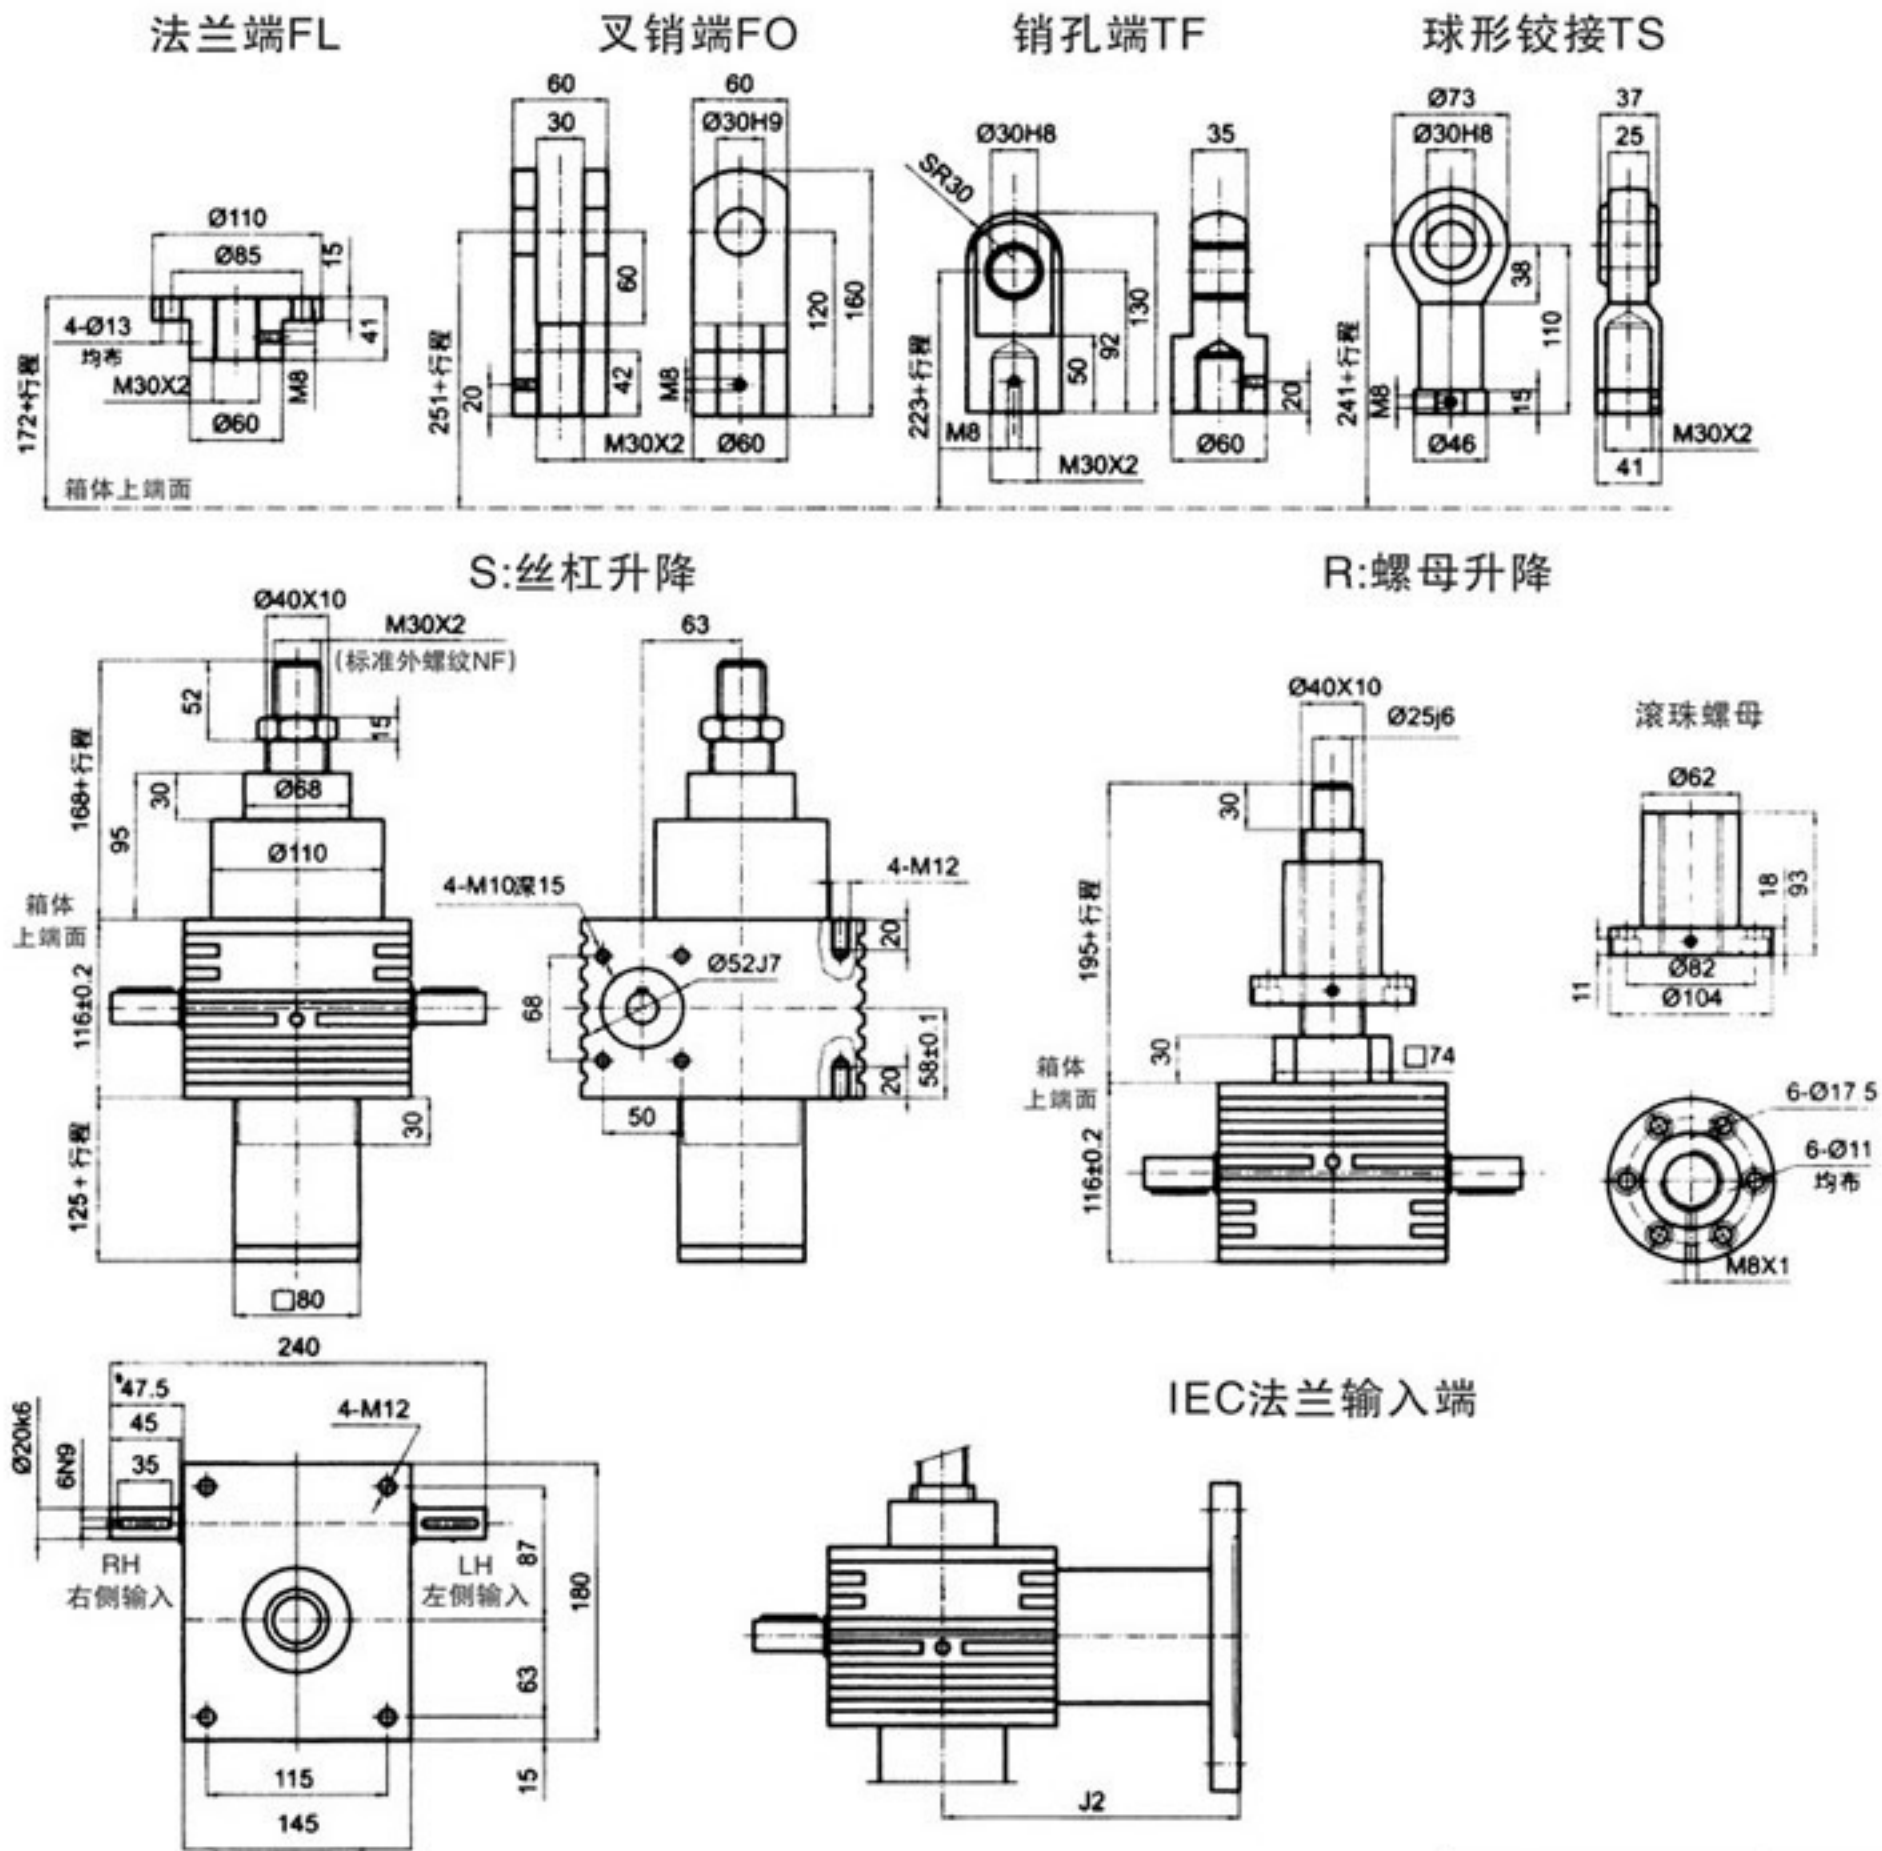 法兰端FL
叉销端FO
销孔端TF
球形铰接TS
Ø110
Ø85
15
4-Ø13
均布
41
M30X2
M8
Ø60
172+行程
箱体上端面
60
30
60
251+行程
20
42
M30X2
60
Ø30H9
120
160
M8
Ø60
Ø30H8
SR30
130
92
50
223+行程
M8
M30X2
35
20
Ø60
Ø73
Ø30H8
38
110
241+行程
M8
15
Ø46
37
25
M30X2
41
S:丝杠升降
R:螺母升降
Ø40X10
M30X2
(标准外螺纹NF)
52
15
168+行程
30
Ø68
95
Ø110
箱体
上端面
116±0.2
30
125+行程
□80
63
4-M12
4-M10深15
20
Ø52J7
68
58±0.1
20
50
Ø40X10
Ø25j6
30
195+行程
30
□74
箱体
上端面
116±0.2
滚珠螺母
Ø62
18
93
11
Ø82
Ø104
6-Ø17 5
6-Ø11
均布
M8X1
240
47.5
4-M12
45
35
Ø20k6
6N9
RH
右侧输入
LH
左侧输入
87
180
63
15
115
145
IEC法兰输入端
J2